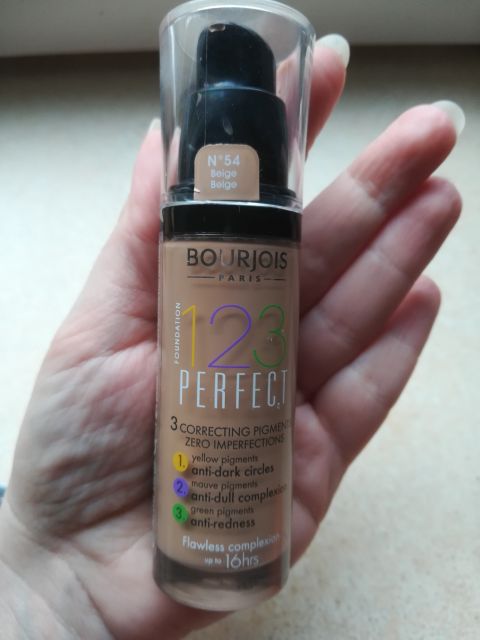 N°54
Beige
Beige
BOURJOIS
PARIS
FOUNDATION
123
PERFECT
3 CORRECTING PIGMENTS
ZERO IMPERFECTIONS
1. yellow pigments
anti-dark circles
2. mauve pigments
anti-dull complexion
3. green pigments
anti-redness
Flawless complexion
up to 16hrs